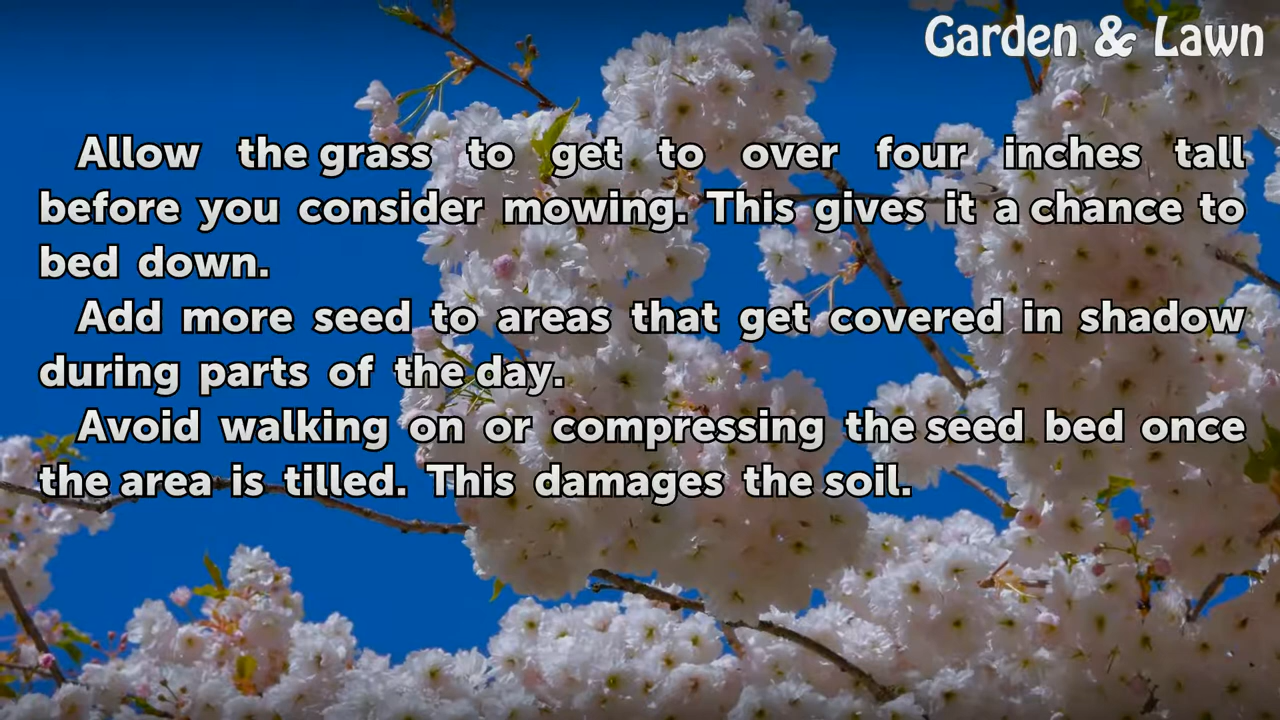 Garden & Lawn
Allow the grass to get to over four inches tall
before you consider mowing. This gives it a chance to
bed down.
Add more seed to areas that get covered in shadow
during parts of the day.
Avoid walking on or compressing the seed bed once
the area is tilled. This damages the soil.